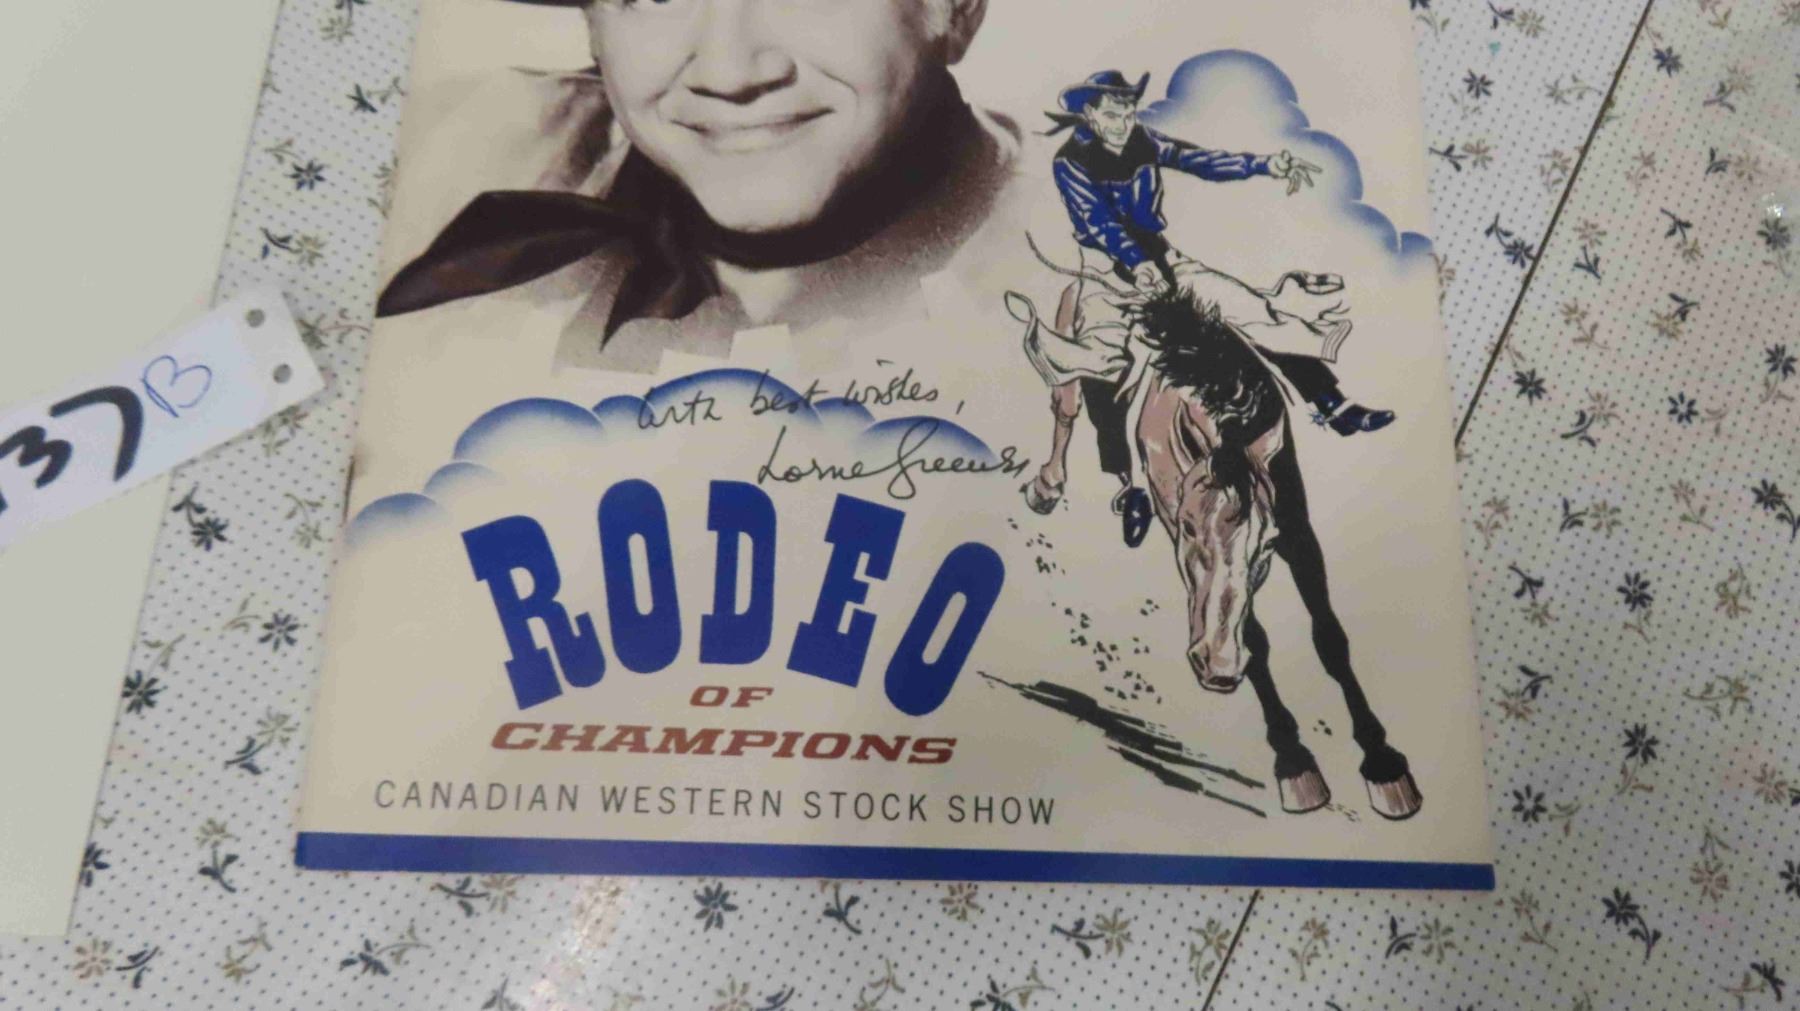 37B
With best wishes,
Lorne Greene
RODEO
OF
CHAMPIONS
CANADIAN WESTERN STOCK SHOW